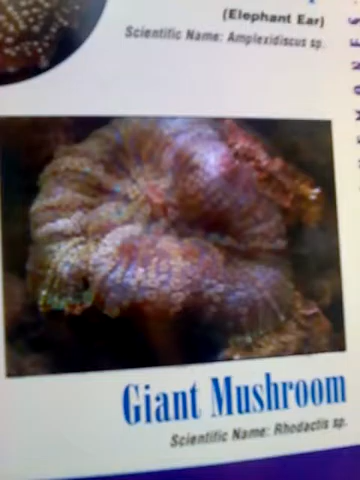 (Elephant Ear)
Scientific Name: Amplexidiscus sp.
Giant Mushroom
Scientific Name: Rhodactis sp.